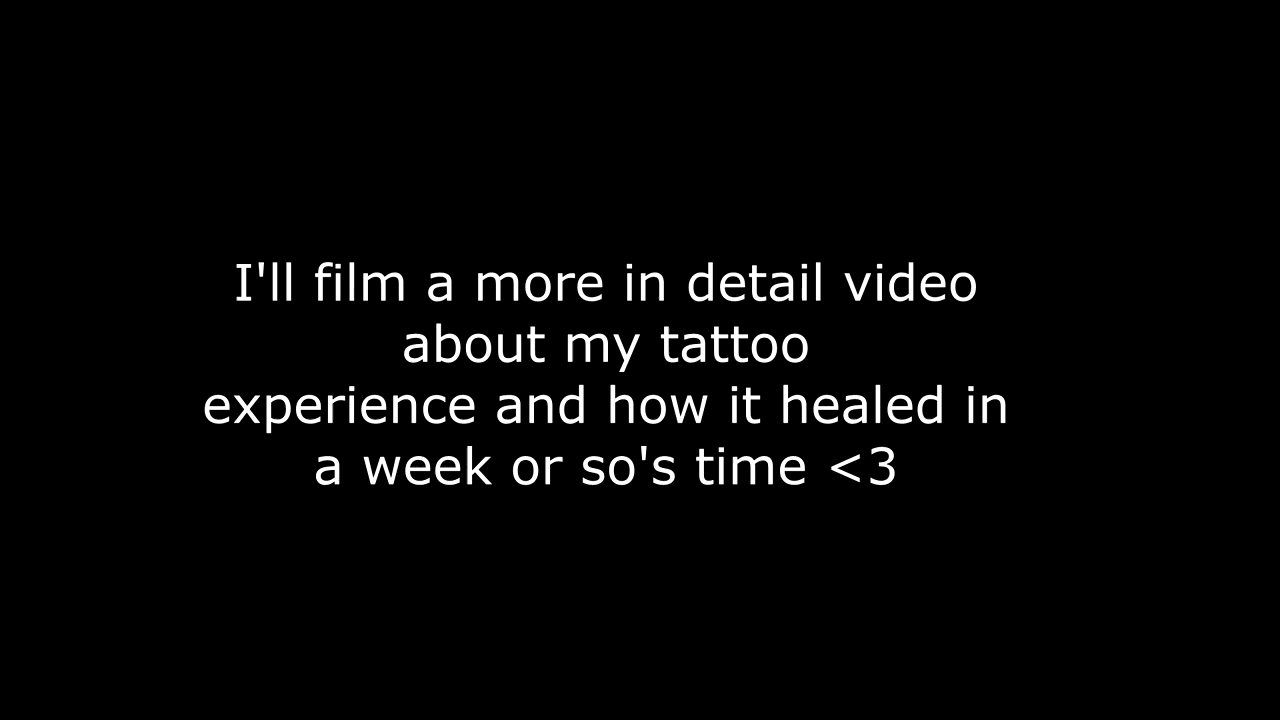 I'll film a more in detail video
about my tattoo
experience and how it healed in
a week or so's time <3